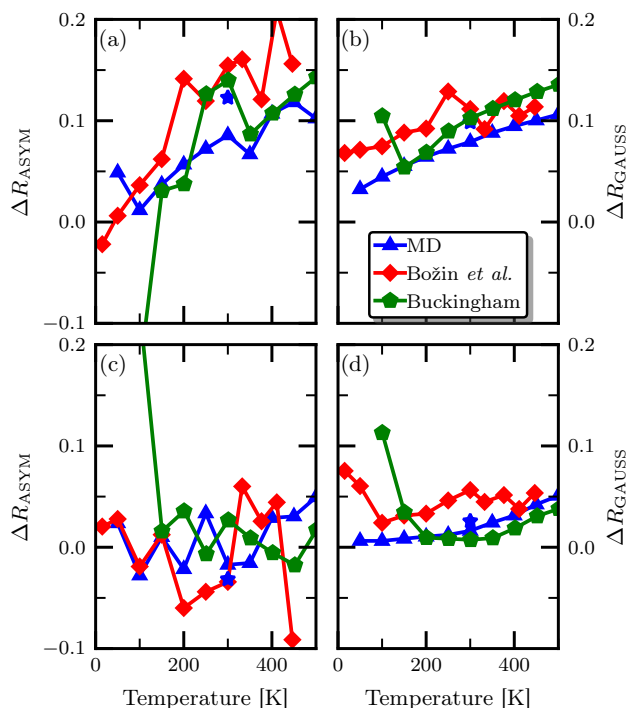 0.2 (a) (b) 0.2
0.1 0.1
ΔR_ASYM ΔR_GAUSS
0.0 0.0
MD
Božin et al.
Buckingham
−0.1 −0.1
0.2 (c) (d) 0.2
0.1 0.1
ΔR_ASYM ΔR_GAUSS
0.0 0.0
−0.1 −0.1
0 200 400 0 200 400
Temperature [K] Temperature [K]